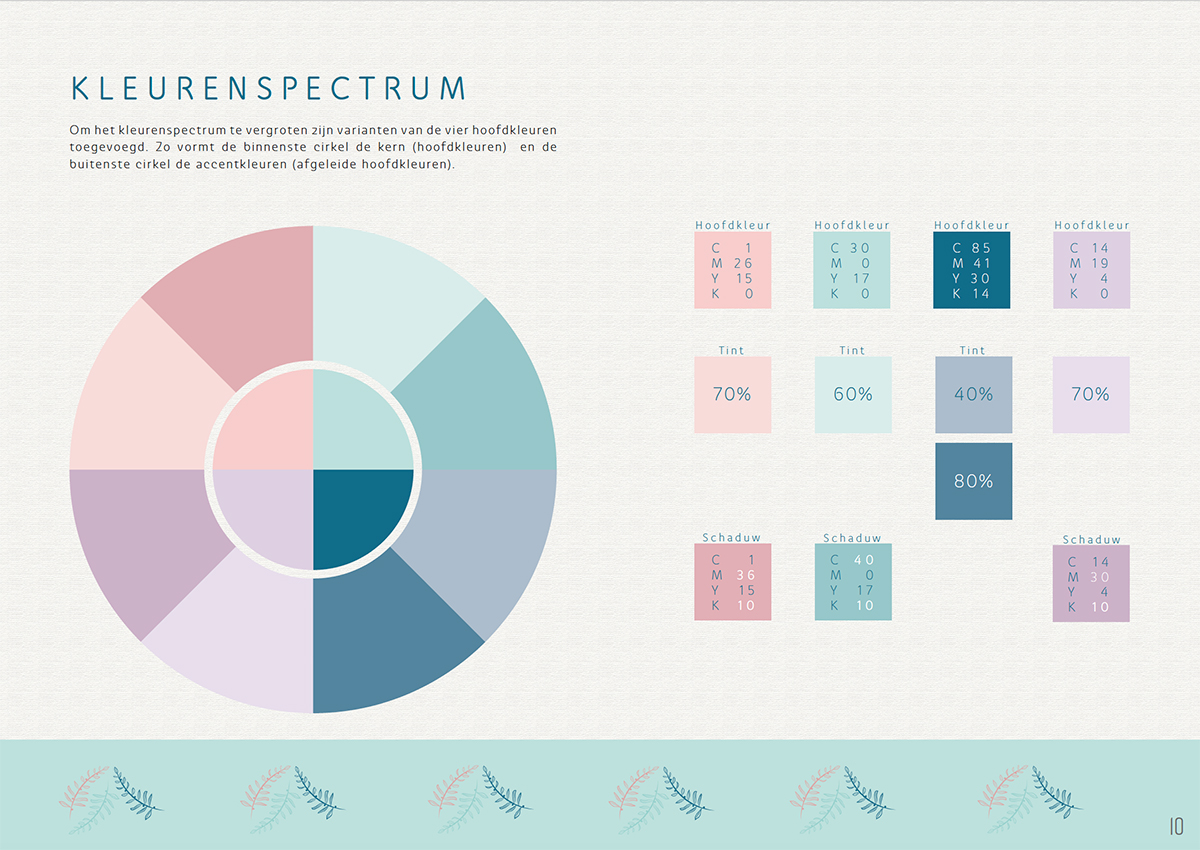 KLEURENSPECTRUM
Om het kleurenspectrum te vergroten zijn varianten van de vier hoofdkleuren
toegevoegd. Zo vormt de binnenste cirkel de kern (hoofdkleuren) en de
buitenste cirkel de accentkleuren (afgeleide hoofdkleuren).
Hoofdkleur
C 1
M 26
Y 15
K 0
Hoofdkleur
C 30
M 0
Y 17
K 0
Hoofdkleur
C 85
M 41
Y 30
K 14
Hoofdkleur
C 14
M 19
Y 4
K 0
Tint
70%
Tint
60%
Tint
40%
70%
80%
Schaduw
C 1
M 36
Y 15
K 10
Schaduw
C 40
M 0
Y 17
K 10
Schaduw
C 14
M 30
Y 4
K 10
10